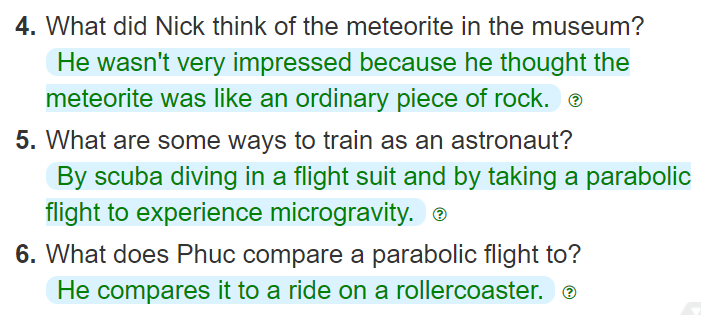 4. What did Nick think of the meteorite in the museum?
He wasn't very impressed because he thought the
meteorite was like an ordinary piece of rock. ?
5. What are some ways to train as an astronaut?
By scuba diving in a flight suit and by taking a parabolic
flight to experience microgravity. ?
6. What does Phuc compare a parabolic flight to?
He compares it to a ride on a rollercoaster. ?